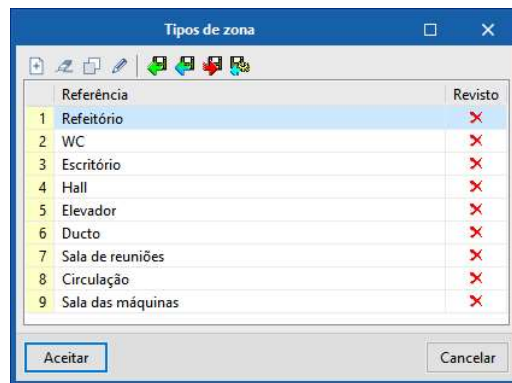 Tipos de zona
Referência Revisto
1 Refeitório
2 WC
3 Escritório
4 Hall
5 Elevador
6 Ducto
7 Sala de reuniões
8 Circulação
9 Sala das máquinas
Aceitar Cancelar